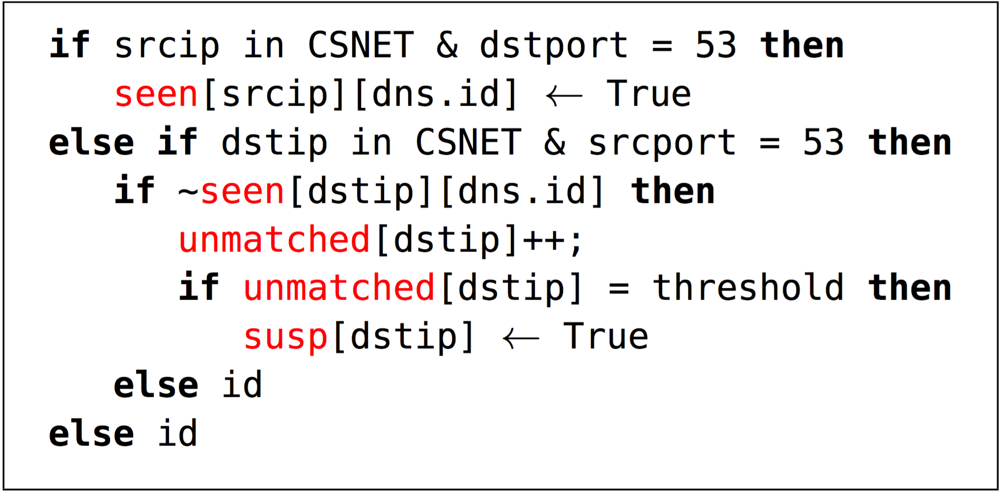 if srcip in CSNET & dstport = 53 then
seen[srcip][dns.id] ← True
else if dstip in CSNET & srcport = 53 then
if ~seen[dstip][dns.id] then
unmatched[dstip]++;
if unmatched[dstip] = threshold then
susp[dstip] ← True
else id
else id